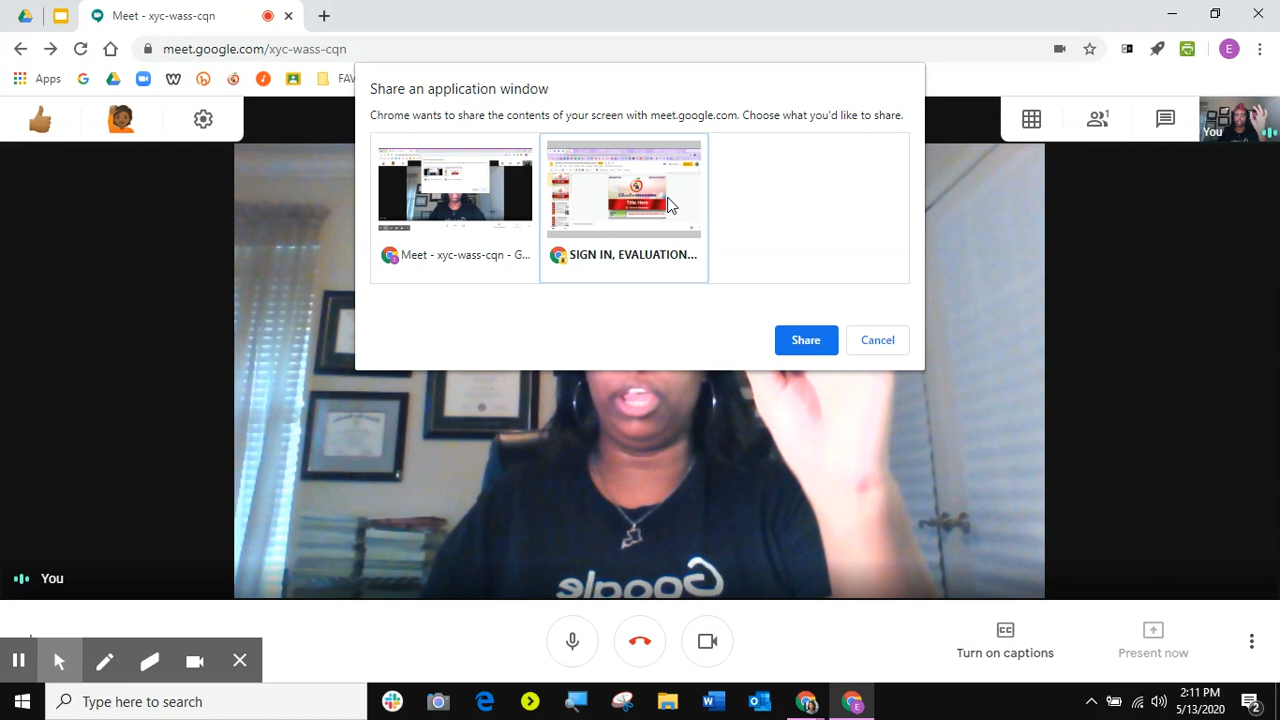 Meet - xyc-wass-cqn
meet.google.com/xyc-wass-cqn
E
Apps
FAV
Share an application window
Chrome wants to share the contents of your screen with meet.google.com. Choose what you'd like to share.
Title Here
Meet - xyc-wass-cqn - G...
SIGN IN, EVALUATION...
Share
Cancel
You
Google
You
CC
Turn on captions
Present now
Type here to search
2:11 PM
5/13/2020
2